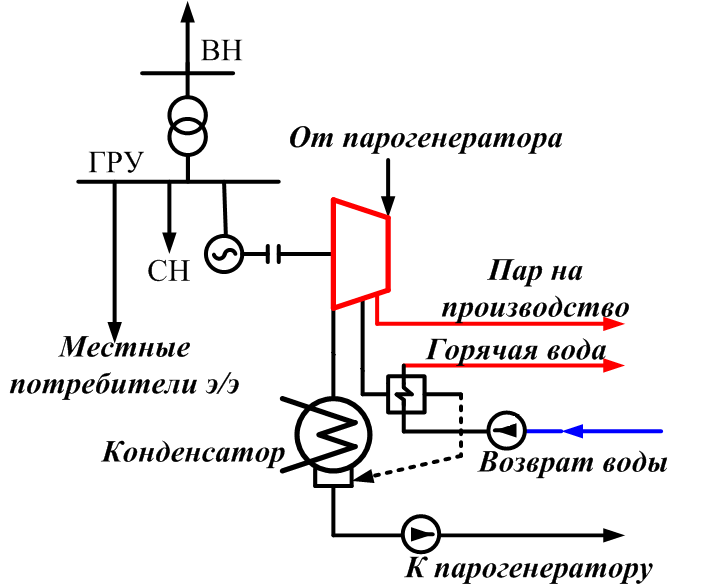 ВН
От парогенератора
ГРУ
СН
Пар на
производство
Местные
потребители э/э
Горячая вода
Конденсатор
Возврат воды
К парогенератору